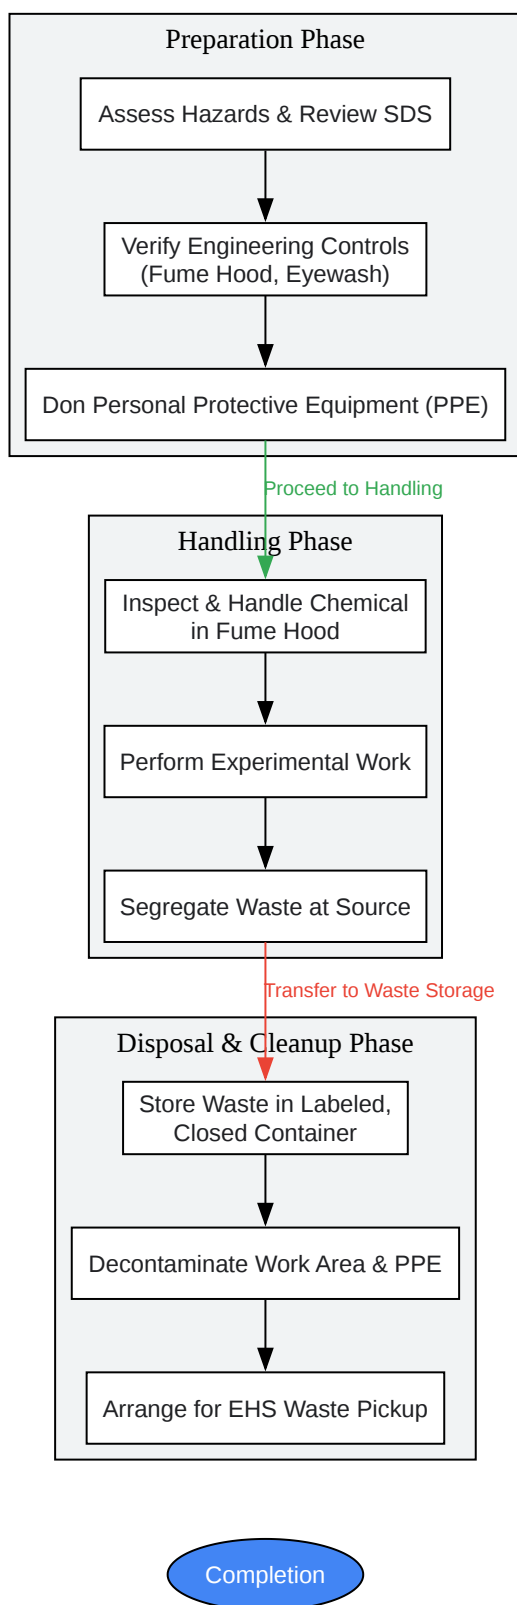 Preparation Phase
Assess Hazards & Review SDS
Verify Engineering Controls
(Fume Hood, Eyewash)
Don Personal Protective Equipment (PPE)
Proceed to Handling
Handling Phase
Inspect & Handle Chemical
in Fume Hood
Perform Experimental Work
Segregate Waste at Source
Transfer to Waste Storage
Disposal & Cleanup Phase
Store Waste in Labeled,
Closed Container
Decontaminate Work Area & PPE
Arrange for EHS Waste Pickup
Completion